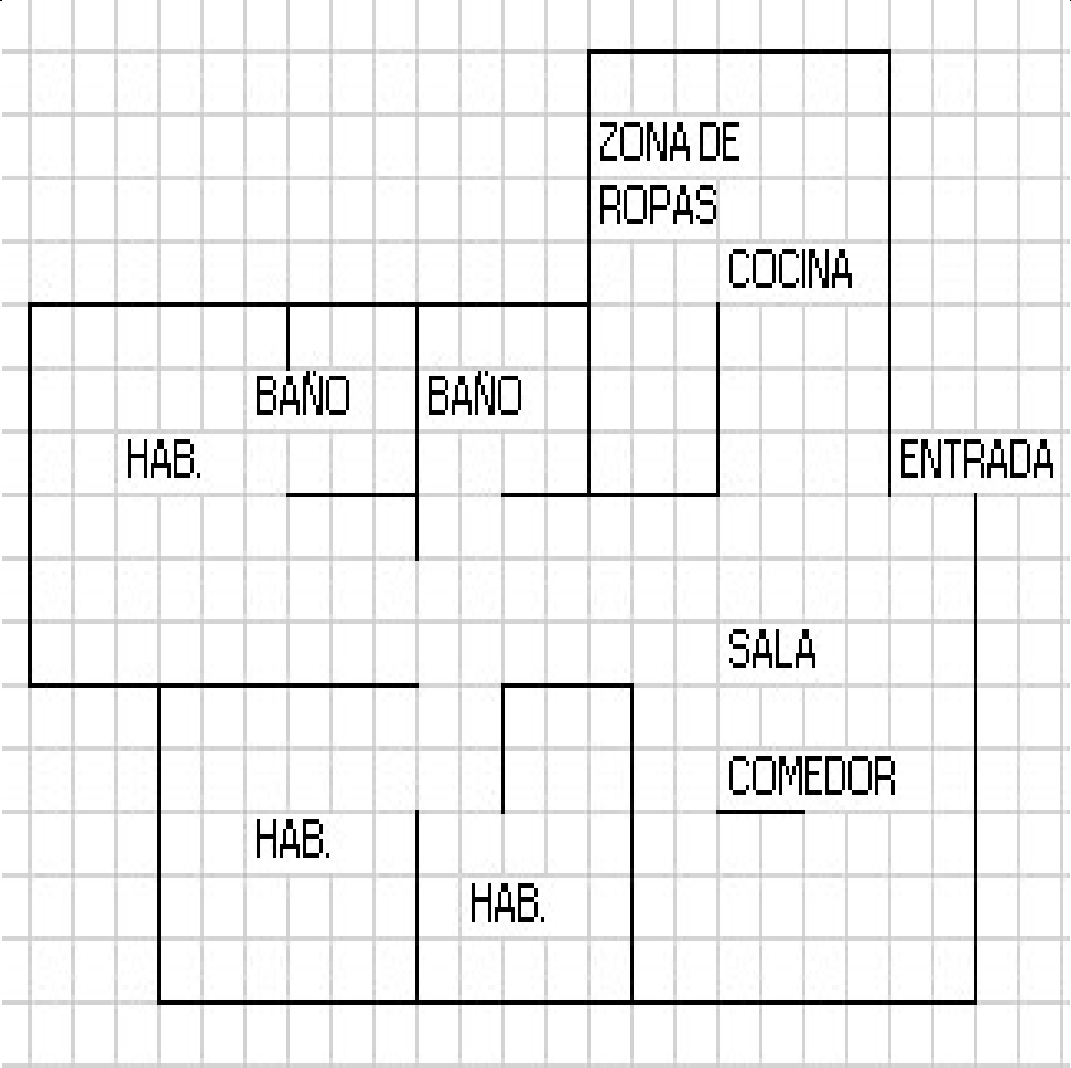 ZONA DE
ROPAS
COCINA
BAÑO
BAÑO
HAB.
ENTRADA
SALA
COMEDOR
HAB.
HAB.